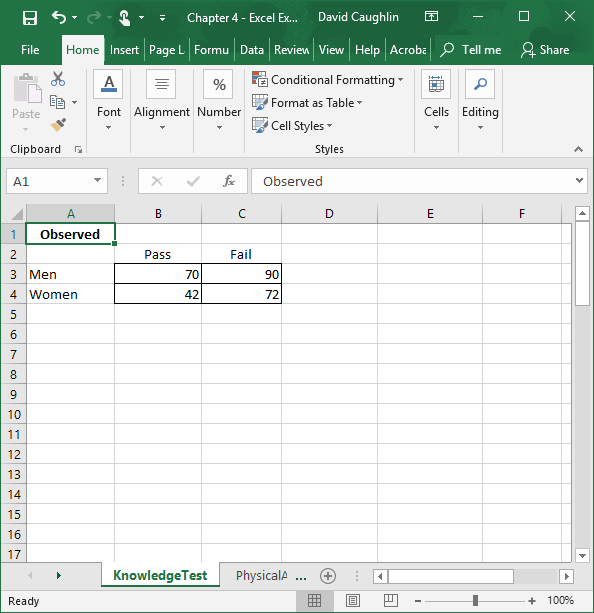 Chapter 4 - Excel Ex... David Caughlin
File Home Insert Page L Formu Data Review View Help Acroba Tell me Share
Paste Font Alignment Number % Conditional Formatting Format as Table Cell Styles Cells Editing
Clipboard Styles
A1 fx Observed
A B C D E F
1 Observed
2 Pass Fail
3 Men 70 90
4 Women 42 72
5
6
7
8
9
10
11
12
13
14
15
16
17
KnowledgeTest PhysicalA ...
Ready 100%